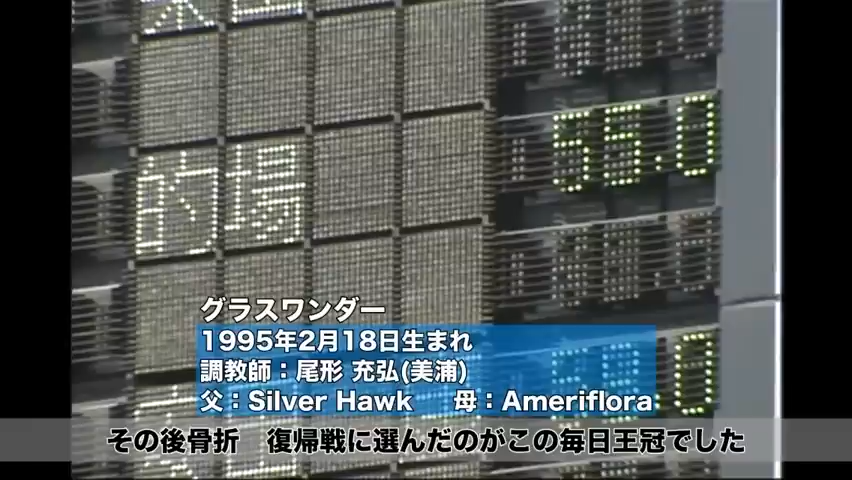 的場
55.0
グラスワンダー
1995年2月18日生まれ
調教師：尾形 充弘(美浦)
父：Silver Hawk　母：Ameriflora
その後骨折　復帰戦に選んだのがこの毎日王冠でした